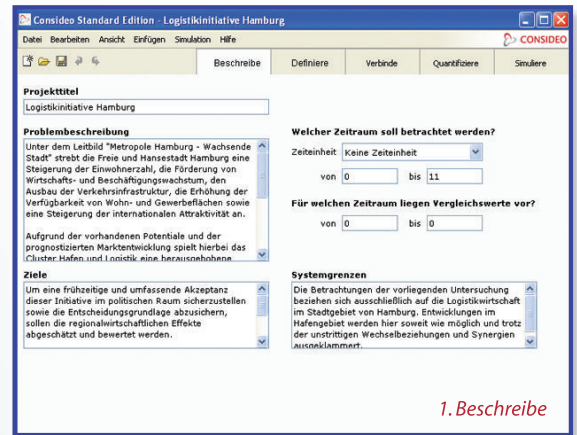 Consideo Standard Edition - Logistikinitiative Hamburg
Datei Bearbeiten Ansicht Einfügen Simulation Hilfe
CONSIDEO
Beschreibe Definiere Verbinde Quantifiziere Simuliere
Projekttitel
Logistikinitiative Hamburg
Problembeschreibung
Unter dem Leitbild "Metropole Hamburg - Wachsende
Stadt" strebt die Freie und Hansestadt Hamburg eine
Steigerung der Einwohnerzahl, die Förderung von
Wirtschafts- und Beschäftigungswachstum, den
Ausbau der Verkehrsinfrastruktur, die Erhöhung der
Verfügbarkeit von Wohn- und Gewerbeflächen sowie
eine Steigerung der internationalen Attraktivität an.
Aufgrund der vorhandenen Potentiale und der
prognostizierten Marktentwicklung spielt hierbei das
Cluster Hafen und Logistik eine herausgehobene
Welcher Zeitraum soll betrachtet werden?
Zeiteinheit Keine Zeiteinheit
von 0 bis 11
Für welchen Zeitraum liegen Vergleichswerte vor?
von 0 bis 0
Ziele
Um eine frühzeitige und umfassende Akzeptanz
dieser Initiative im politischen Raum sicherzustellen
sowie die Entscheidungsgrundlage abzusichern,
sollen die regionalwirtschaftlichen Effekte
abgeschätzt und bewertet werden.
Systemgrenzen
Die Betrachtungen der vorliegenden Untersuchung
beziehen sich ausschließlich auf die Logistikwirtschaft
im Stadtgebiet von Hamburg. Entwicklungen im
Hafengebiet werden hier soweit wie möglich und trotz
der unstrittigen Wechselbeziehungen und Synergien
ausgeklammert.
1. Beschreibe